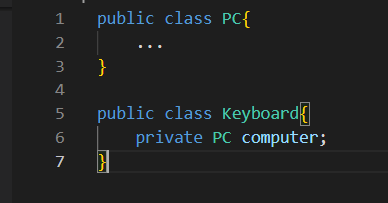 1 public class PC{
2     ...
3 }
4
5 public class Keyboard{
6     private PC computer;
7 }